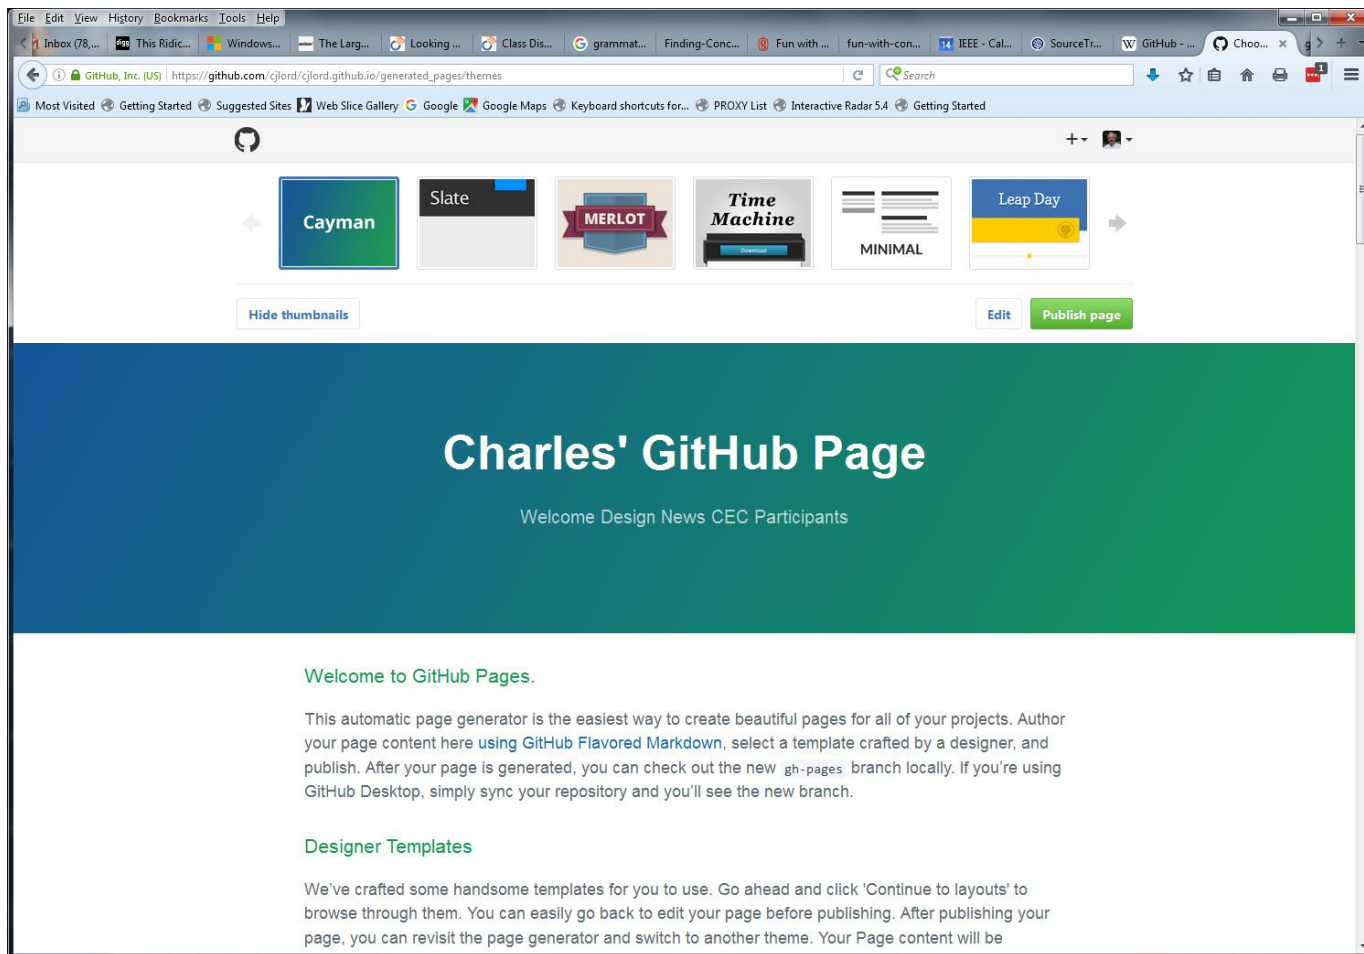 File Edit View History Bookmarks Tools Help
Inbox (78,... This Ridic... Windows... The Larg... Looking ... Class Dis... grammat... Finding-Conc... Fun with ... fun-with-con... IEEE - Cal... SourceTr... GitHub - ... Choo... × g
GitHub, Inc. (US) https://github.com/cjlord/cjlord.github.io/generated_pages/themes Search
Most Visited Getting Started Suggested Sites Web Slice Gallery Google Google Maps Keyboard shortcuts for... PROXY List Interactive Radar 5.4 Getting Started
Cayman
Slate
MERLOT
Time
Machine
Download
MINIMAL
Leap Day
Hide thumbnails Edit Publish page
Charles' GitHub Page
Welcome Design News CEC Participants
Welcome to GitHub Pages.
This automatic page generator is the easiest way to create beautiful pages for all of your projects. Author
your page content here using GitHub Flavored Markdown, select a template crafted by a designer, and
publish. After your page is generated, you can check out the new gh-pages branch locally. If you're using
GitHub Desktop, simply sync your repository and you'll see the new branch.
Designer Templates
We've crafted some handsome templates for you to use. Go ahead and click 'Continue to layouts' to
browse through them. You can easily go back to edit your page before publishing. After publishing your
page, you can revisit the page generator and switch to another theme. Your Page content will be